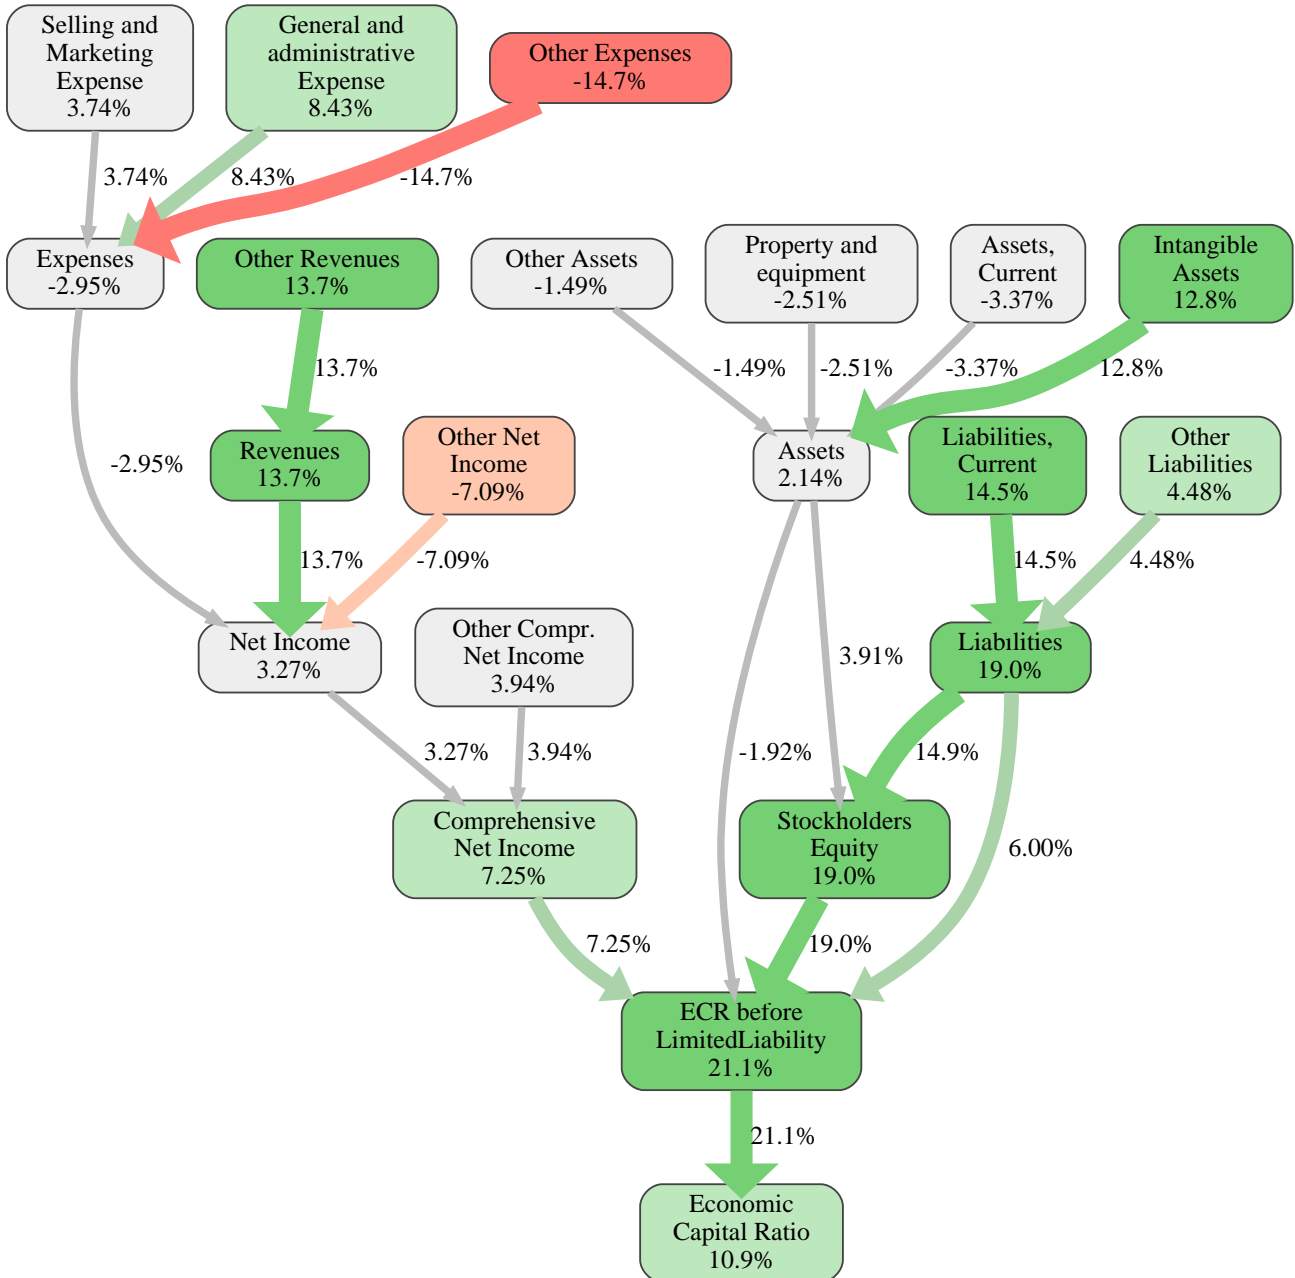 Selling and
Marketing
Expense
3.74%
General and
administrative
Expense
8.43%
Other Expenses
-14.7%
3.74%
8.43%
-14.7%
Expenses
-2.95%
Other Revenues
13.7%
Other Assets
-1.49%
Property and
equipment
-2.51%
Assets,
Current
-3.37%
Intangible
Assets
12.8%
13.7%
-1.49%
-2.51%
-3.37%
12.8%
-2.95%
Revenues
13.7%
Other Net
Income
-7.09%
Assets
2.14%
Liabilities,
Current
14.5%
Other
Liabilities
4.48%
13.7%
-7.09%
14.5%
4.48%
Net Income
3.27%
Other Compr.
Net Income
3.94%
3.91%
Liabilities
19.0%
3.27%
3.94%
-1.92%
14.9%
Comprehensive
Net Income
7.25%
Stockholders
Equity
19.0%
6.00%
7.25%
19.0%
ECR before
LimitedLiability
21.1%
21.1%
Economic
Capital Ratio
10.9%